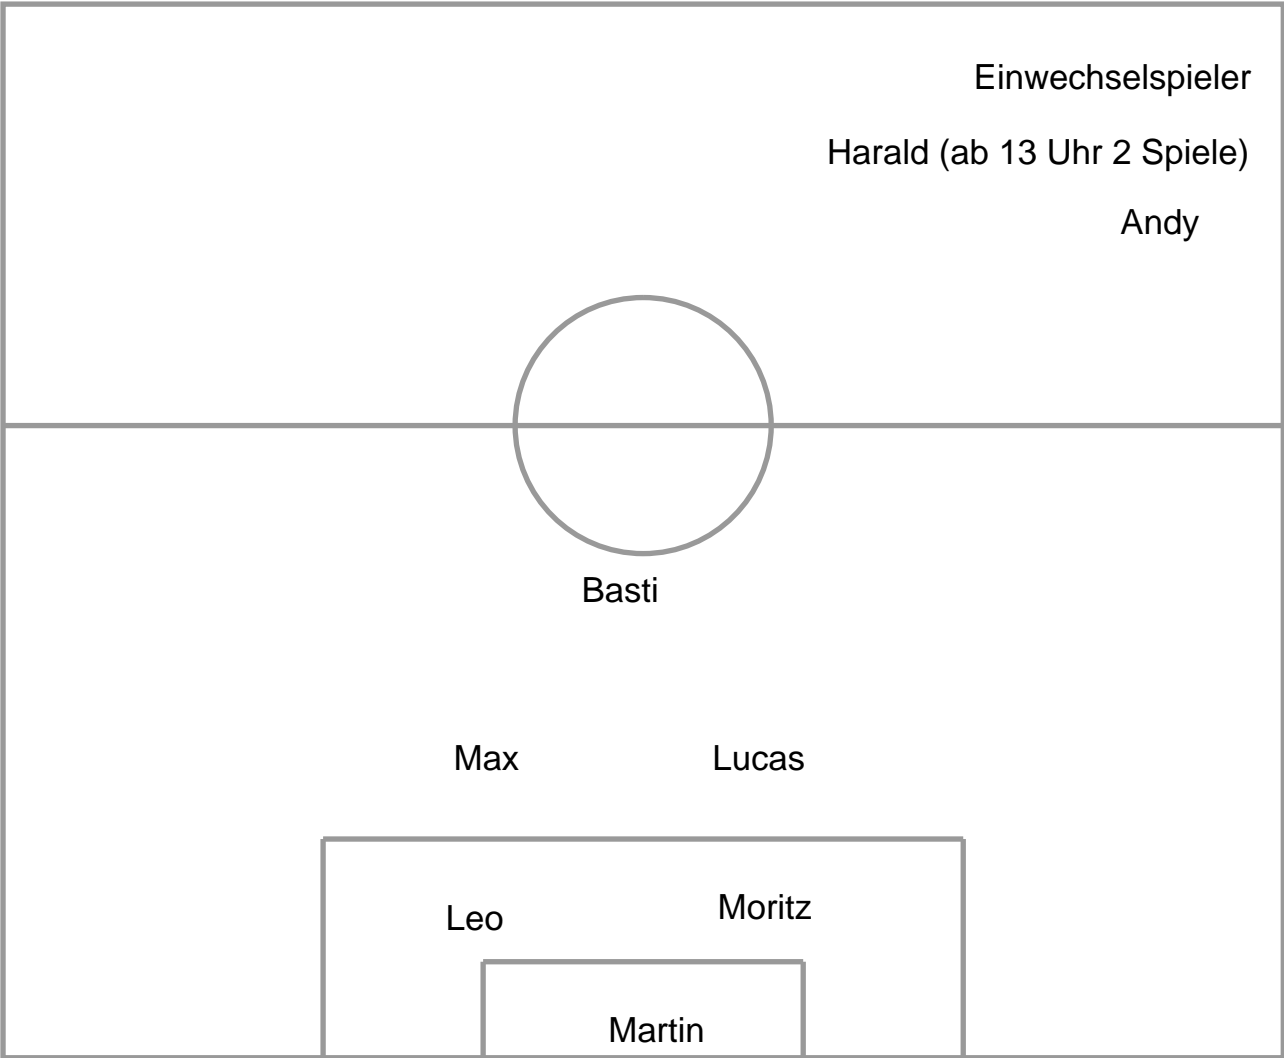 Einwechselspieler
Harald (ab 13 Uhr 2 Spiele)
Andy
Basti
Max Lucas
Leo Moritz
Martin